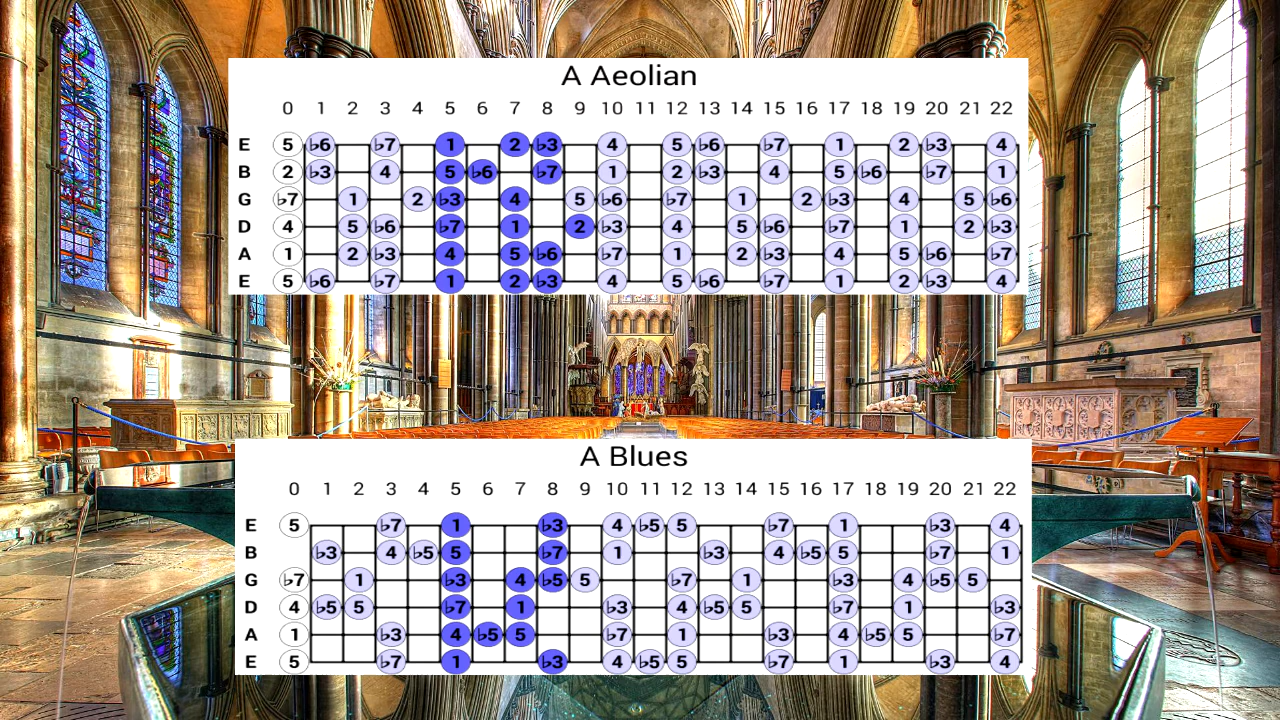 A Aeolian
0 1 2 3 4 5 6 7 8 9 10 11 12 13 14 15 16 17 18 19 20 21 22
E 5 ♭6 ♭7 1 2 ♭3 4 5 ♭6 ♭7 1 2 ♭3 4
B 2 ♭3 4 5 ♭6 ♭7 1 2 ♭3 4 5 ♭6 ♭7 1
G ♭7 1 2 ♭3 4 5 ♭6 ♭7 1 2 ♭3 4 5 ♭6
D 4 5 ♭6 ♭7 1 2 ♭3 4 5 ♭6 ♭7 1 2 ♭3
A 1 2 ♭3 4 5 ♭6 ♭7 1 2 ♭3 4 5 ♭6 ♭7
E 5 ♭6 ♭7 1 2 ♭3 4 5 ♭6 ♭7 1 2 ♭3 4
A Blues
0 1 2 3 4 5 6 7 8 9 10 11 12 13 14 15 16 17 18 19 20 21 22
E 5 ♭7 1 ♭3 4 ♭5 5 ♭7 1 ♭3 4
B ♭3 4 ♭5 5 ♭7 1 ♭3 4 ♭5 5 ♭7 1
G ♭7 1 ♭3 4 ♭5 5 ♭7 1 ♭3 4 ♭5 5
D 4 ♭5 5 ♭7 1 ♭3 4 ♭5 5 ♭7 1 ♭3
A 1 ♭3 4 ♭5 5 ♭7 1 ♭3 4 ♭5 5 ♭7
E 5 ♭7 1 ♭3 4 ♭5 5 ♭7 1 ♭3 4